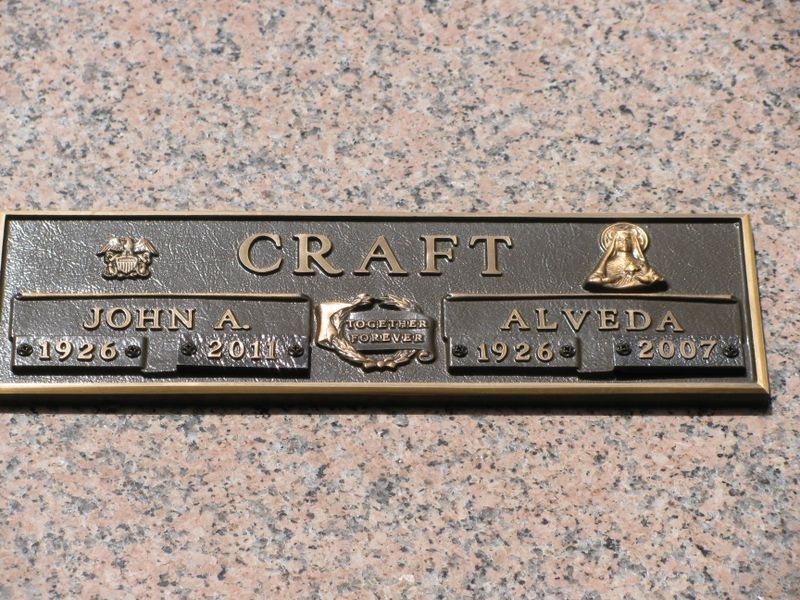 CRAFT
JOHN A.
1926 2011
TOGETHER
FOREVER
ALVEDA
1926 2007